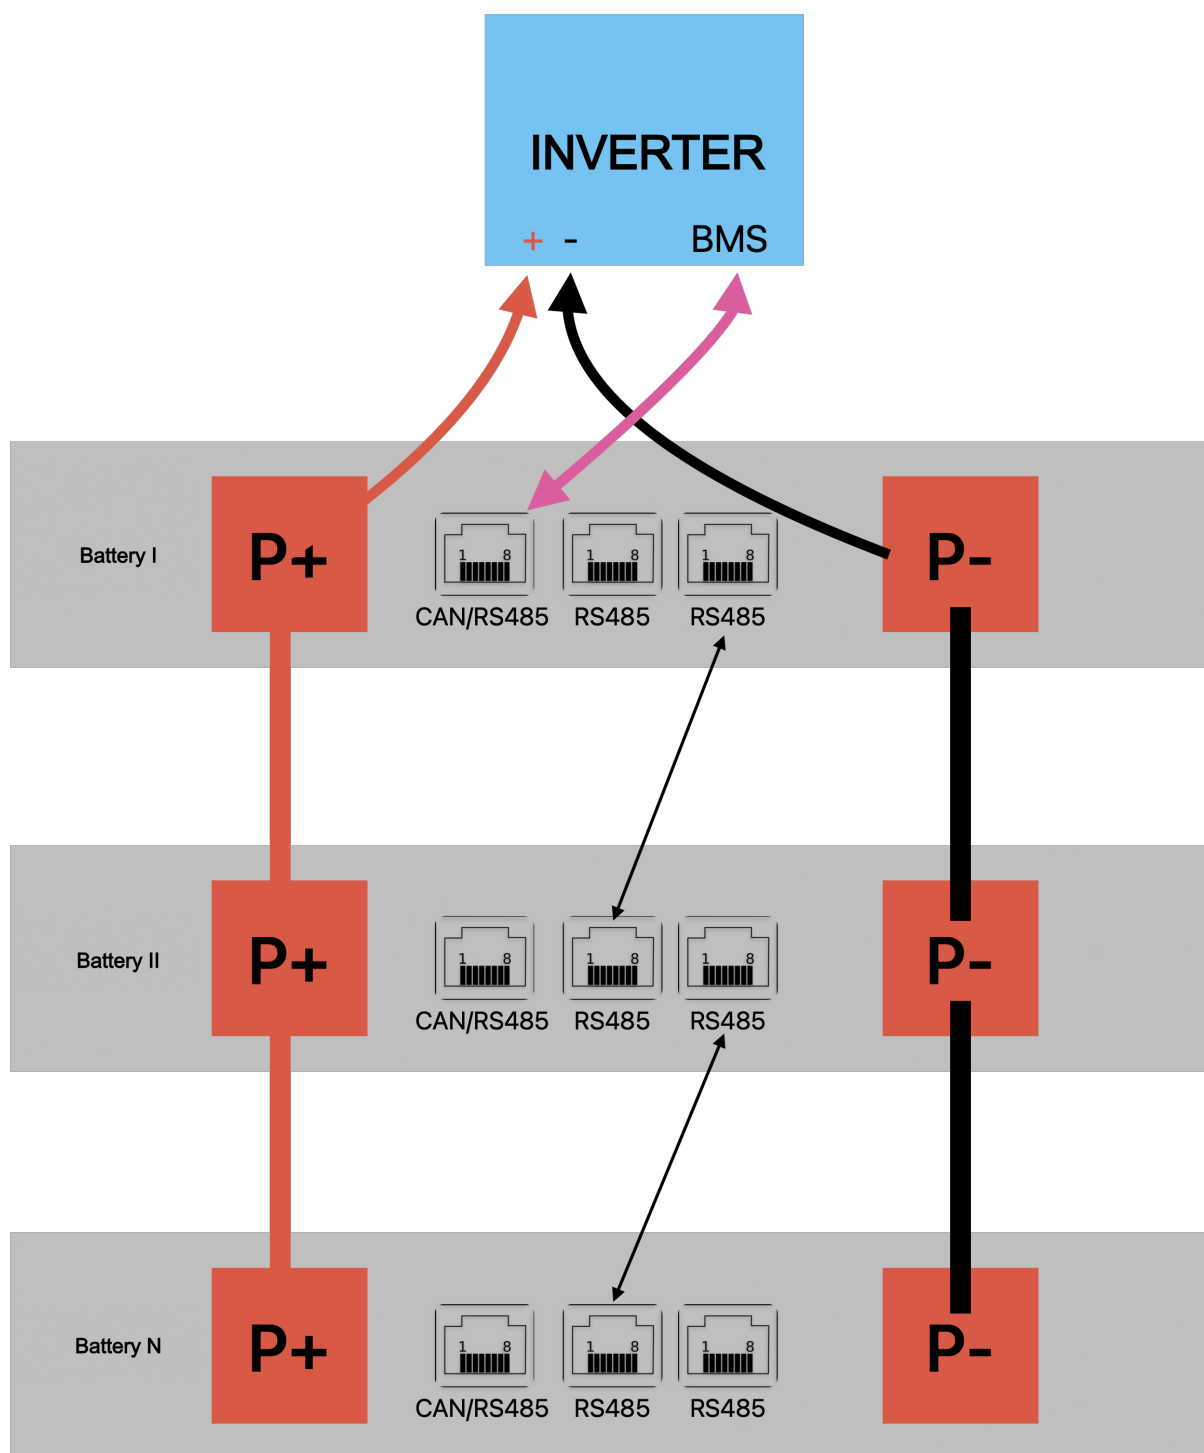 INVERTER
+ - BMS
Battery I
P+
1 8
1 8
1 8
P-
CAN/RS485 RS485 RS485
Battery II
P+
1 8
1 8
1 8
P-
CAN/RS485 RS485 RS485
Battery N
P+
1 8
1 8
1 8
P-
CAN/RS485 RS485 RS485